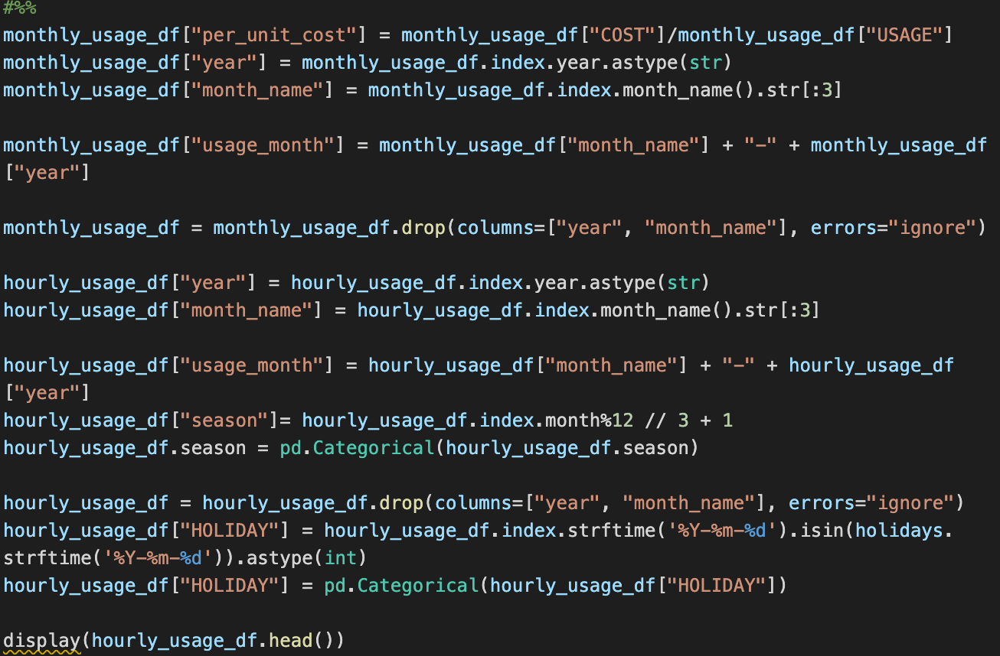 #%%
monthly_usage_df["per_unit_cost"] = monthly_usage_df["COST"]/monthly_usage_df["USAGE"]
monthly_usage_df["year"] = monthly_usage_df.index.year.astype(str)
monthly_usage_df["month_name"] = monthly_usage_df.index.month_name().str[:3]
monthly_usage_df["usage_month"] = monthly_usage_df["month_name"] + "-" + monthly_usage_df
["year"]
monthly_usage_df = monthly_usage_df.drop(columns=["year", "month_name"], errors="ignore")
hourly_usage_df["year"] = hourly_usage_df.index.year.astype(str)
hourly_usage_df["month_name"] = hourly_usage_df.index.month_name().str[:3]
hourly_usage_df["usage_month"] = hourly_usage_df["month_name"] + "-" + hourly_usage_df
["year"]
hourly_usage_df["season"]= hourly_usage_df.index.month%12 // 3 + 1
hourly_usage_df.season = pd.Categorical(hourly_usage_df.season)
hourly_usage_df = hourly_usage_df.drop(columns=["year", "month_name"], errors="ignore")
hourly_usage_df["HOLIDAY"] = hourly_usage_df.index.strftime('%Y-%m-%d').isin(holidays.
strftime('%Y-%m-%d')).astype(int)
hourly_usage_df["HOLIDAY"] = pd.Categorical(hourly_usage_df["HOLIDAY"])
display(hourly_usage_df.head())